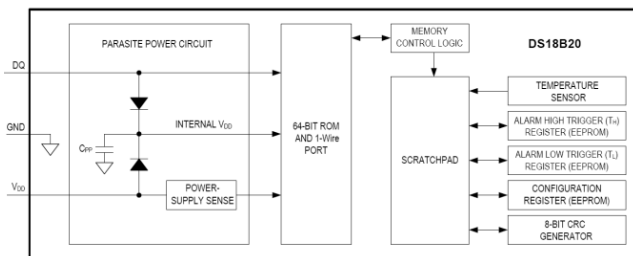 PARASITE POWER CIRCUIT
MEMORY
CONTROL LOGIC
DS18B20
DQ
GND
VDD
CPP
INTERNAL VDD
POWER-
SUPPLY SENSE
64-BIT ROM
AND 1-Wire
PORT
SCRATCHPAD
TEMPERATURE
SENSOR
ALARM HIGH TRIGGER (TH)
REGISTER (EEPROM)
ALARM LOW TRIGGER (TL)
REGISTER (EEPROM)
CONFIGURATION
REGISTER (EEPROM)
8-BIT CRC
GENERATOR